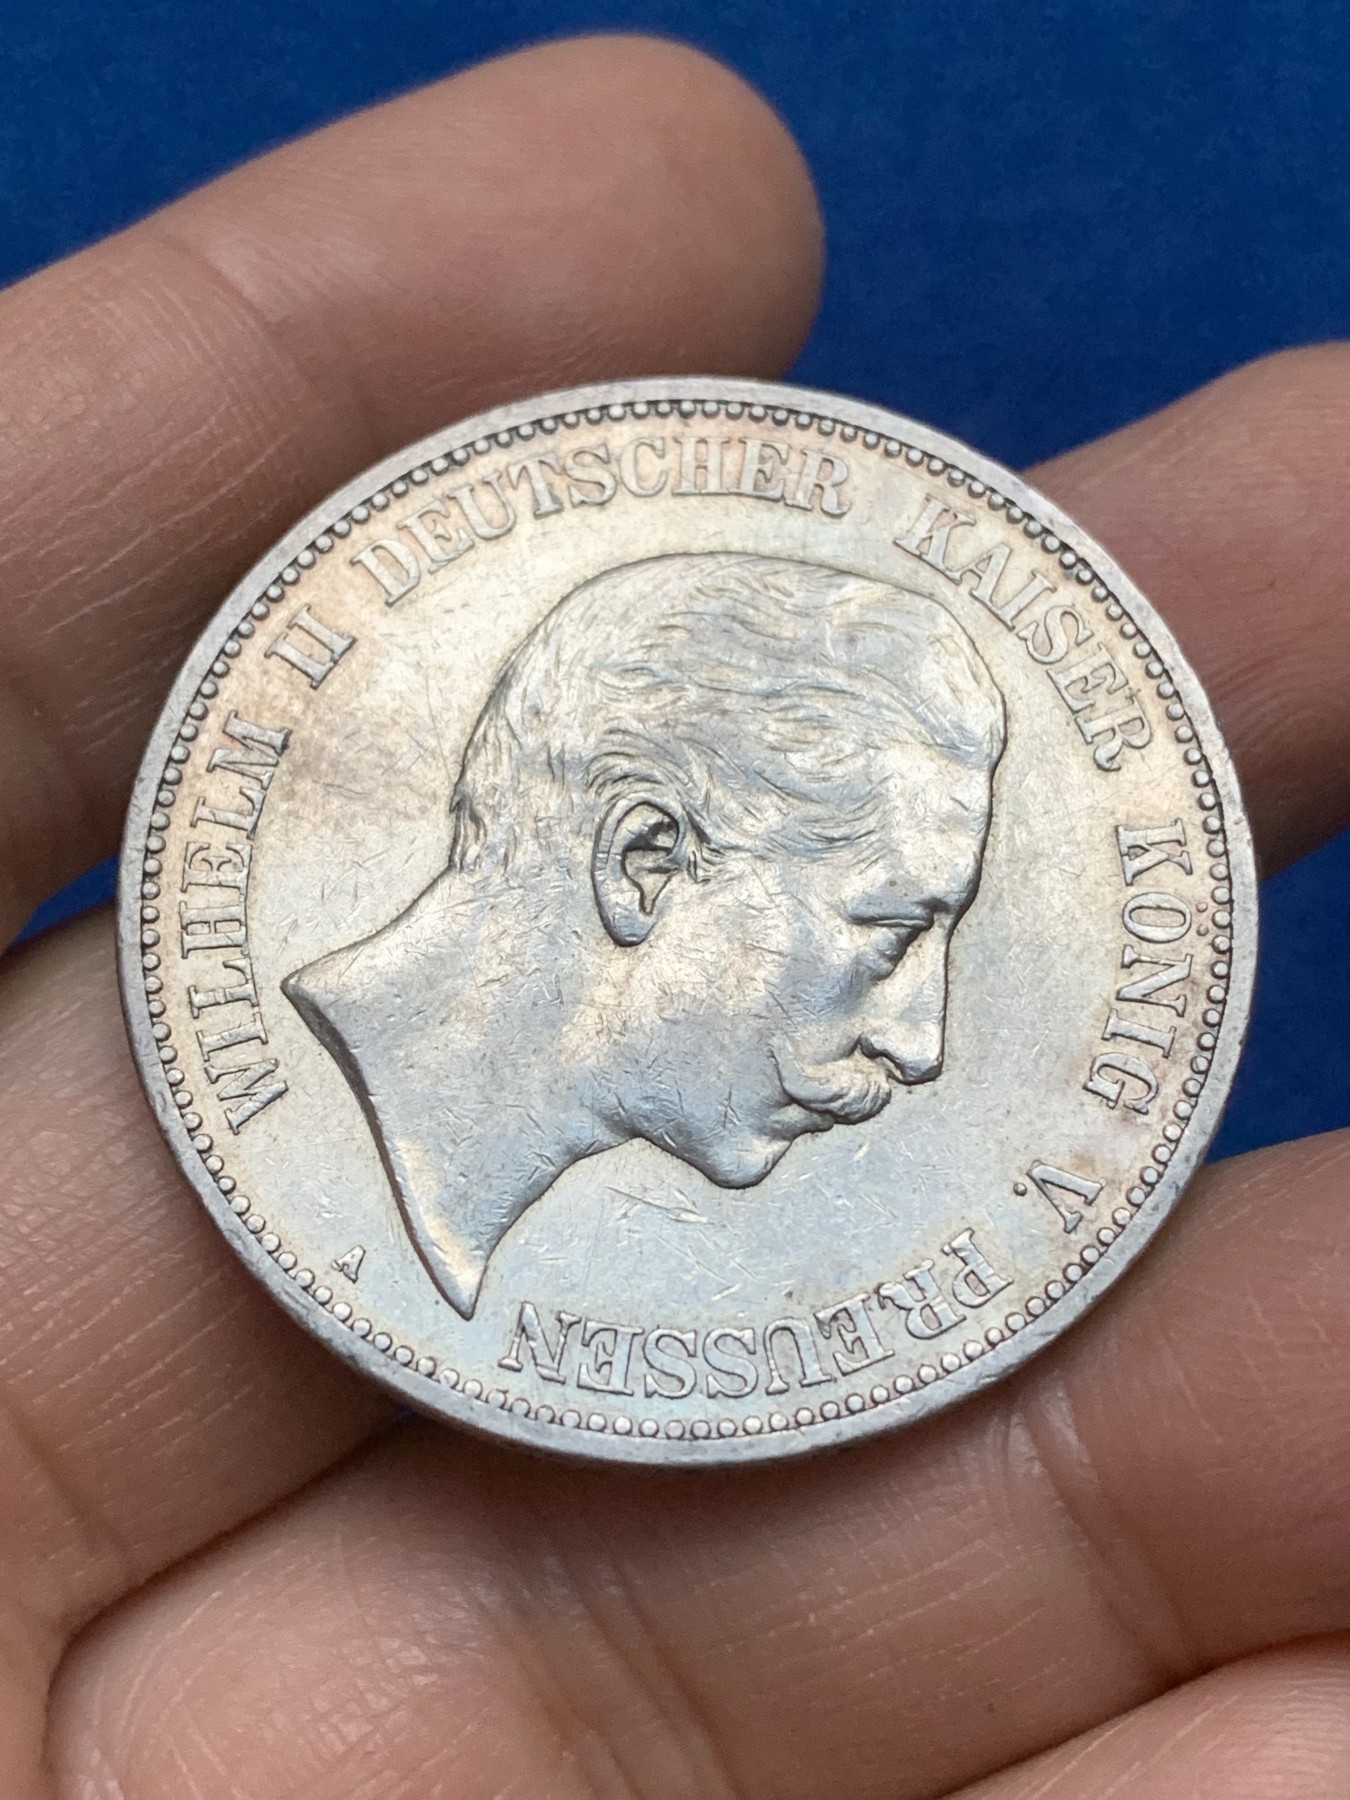 WILHELM II DEUTSCHER KAISER KÖNIG V. PREUSSEN
A